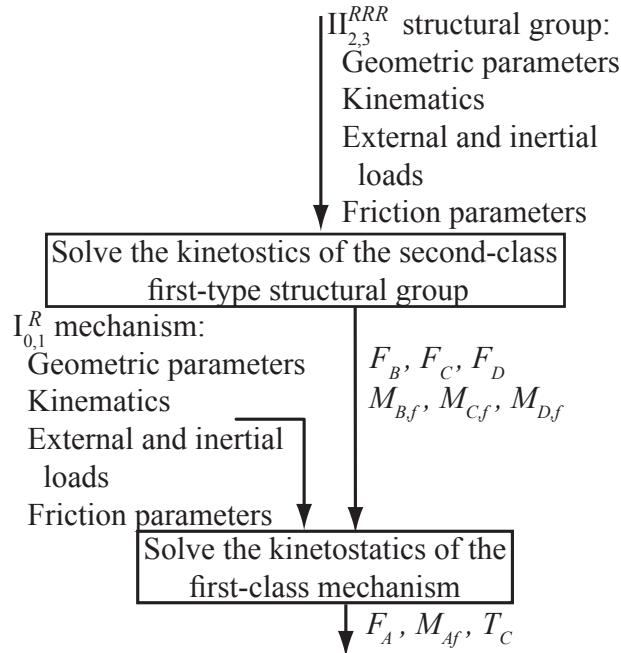 II_{2,3}^{RRR} structural group:
Geometric parameters
Kinematics
External and inertial
loads
Friction parameters
Solve the kinetostics of the second-class
first-type structural group
I_{0,1}^{R} mechanism:
Geometric parameters
Kinematics
External and inertial
loads
Friction parameters
F_B, F_C, F_D
M_{B,f}, M_{C,f}, M_{D,f}
Solve the kinetostatics of the
first-class mechanism
F_A, M_{Af}, T_C